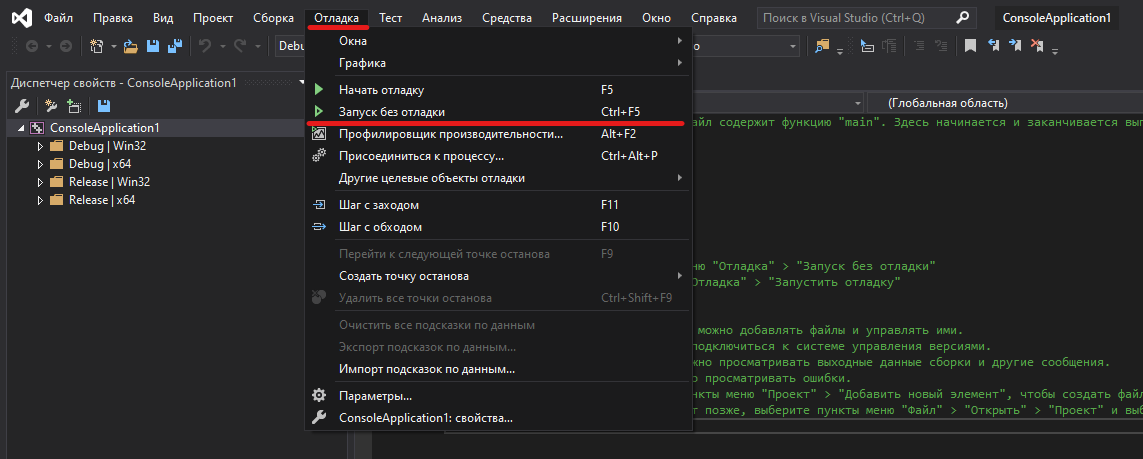 Файл Правка Вид Проект Сборка Отладка Тест Анализ Средства Расширения Окно Справка Поиск в Visual Studio (Ctrl+Q) ConsoleApplication1
Debu
Диспетчер свойств - ConsoleApplication1
ConsoleApplication1
Debug | Win32
Debug | x64
Release | Win32
Release | x64
Окна
Графика
Начать отладку F5
Запуск без отладки Ctrl+F5
Профилировщик производительности... Alt+F2
Присоединиться к процессу... Ctrl+Alt+P
Другие целевые объекты отладки
Шаг с заходом F11
Шаг с обходом F10
Перейти к следующей точке останова F9
Создать точку останова
Удалить все точки останова Ctrl+Shift+F9
Очистить все подсказки по данным
Экспорт подсказок по данным...
Импорт подсказок по данным...
Параметры...
ConsoleApplication1: свойства...
(Глобальная область)
айл содержит функцию "main". Здесь начинается и заканчивается вып
ню "Отладка" > "Запуск без отладки"
Отладка" > "Запустить отладку"
можно добавлять файлы и управлять ими.
подключиться к системе управления версиями.
жно просматривать выходные данные сборки и другие сообщения.
о просматривать ошибки.
нкты меню "Проект" > "Добавить новый элемент", чтобы создать файл
т позже, выберите пункты меню "Файл" > "Открыть" > "Проект" и выб